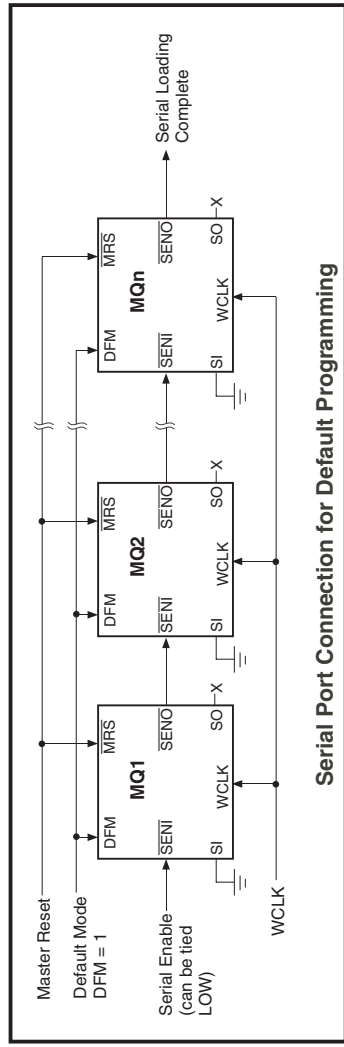 Master Reset
Default Mode
DFM = 1
DFM
MRS
MQ1
SENI
SENO
WCLK
SI
SO
X
DFM
MRS
MQ2
SENI
SENO
WCLK
SI
SO
X
DFM
MRS
MQn
SENI
SENO
WCLK
SI
SO
X
Serial Enable
(can be tied
LOW)
Serial Loading
Complete
WCLK
Serial Port Connection for Default Programming